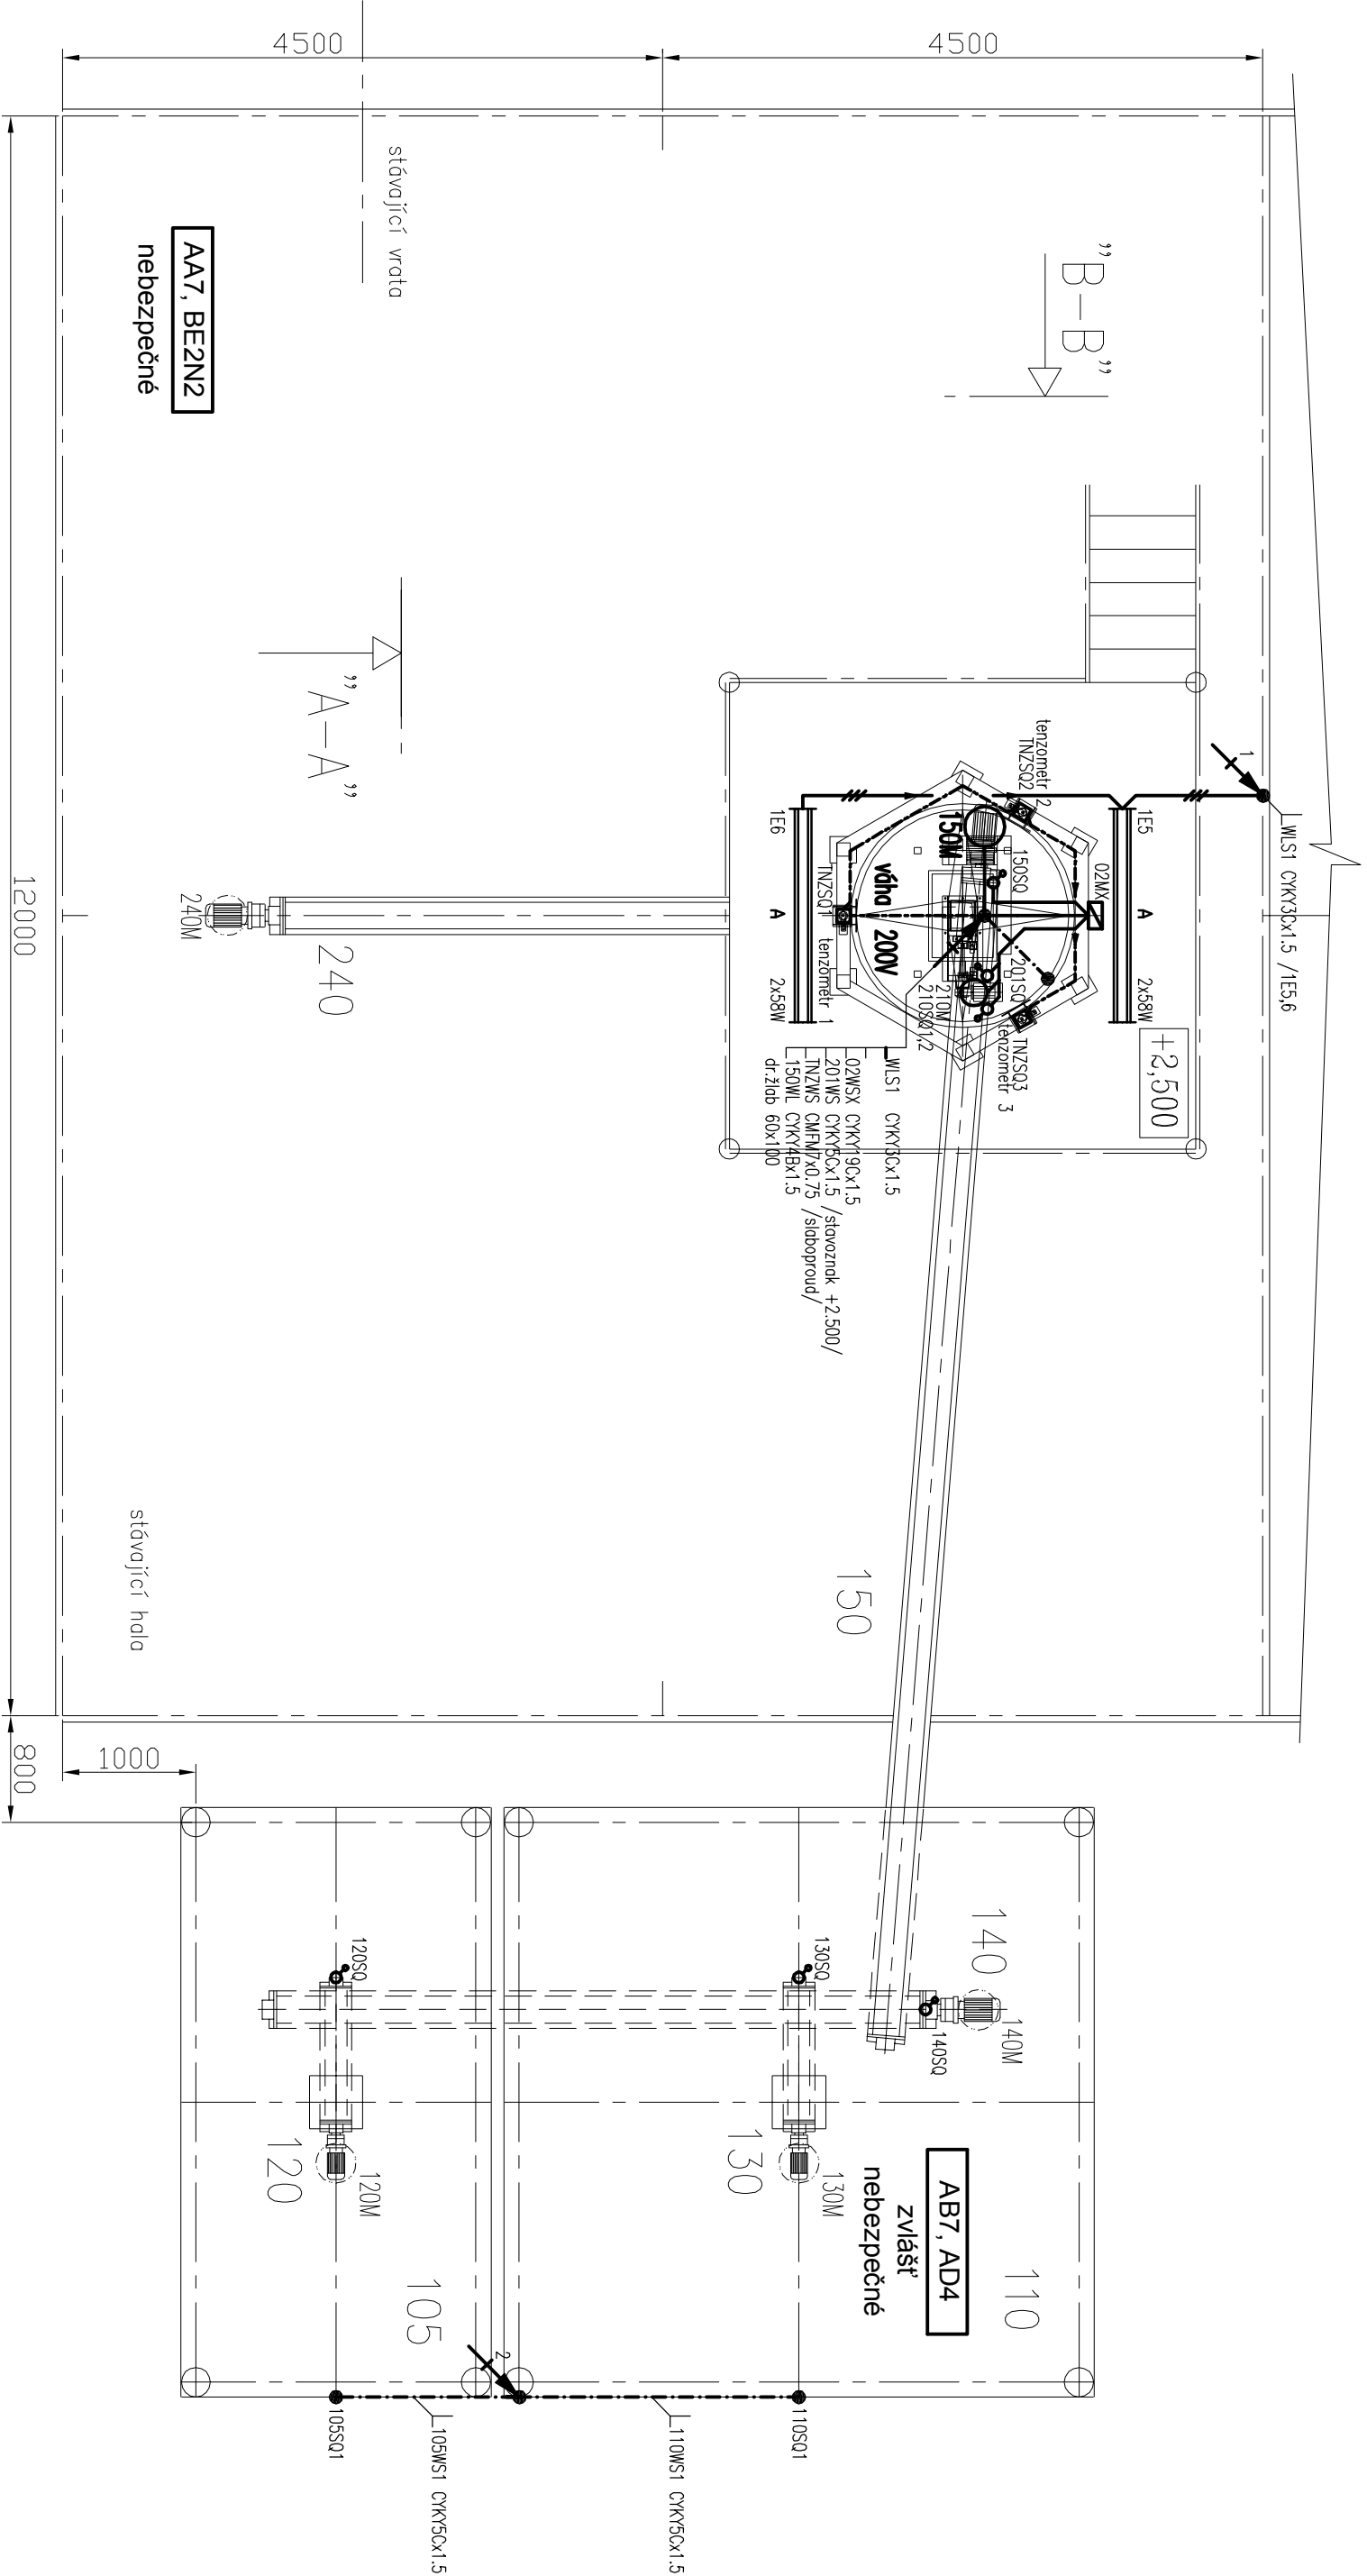 4500
4500
stávající vrata
AA7, BE2N2
nebezpečné
"B-B"
"A-A"
12000
800
1000
1
WLS1 CYKY3Cx1.5 /1E5,6
tenzometr 2
TNZSQ2
1E5
A
2x58W
02MX
150SQ
150M
váha 200V
201SQ
TNZSQ3
tenzometr 3
210M
210SQ1,2
1E6
TNZSQ1
tenzometr 1
A
2x58W
+2,500
WLS1 CYKY3Cx1.5
02WSX CYKY19Cx1.5
201WS CYKY5Cx1.5 /stavoznak +2.500/
TNZWS CMFM7x0.75 /slaboproud/
150WL CYKY4Bx1.5
dr.žlab 60x100
240M
240
150
stávající hala
140
140M
140SQ
130SQ
120SQ
130
130M
120
120M
AB7, AD4
zvlášť
nebezpečné
110
105
2
110SQ1
105SQ1
110WS1 CYKY5Cx1.5
105WS1 CYKY5Cx1.5